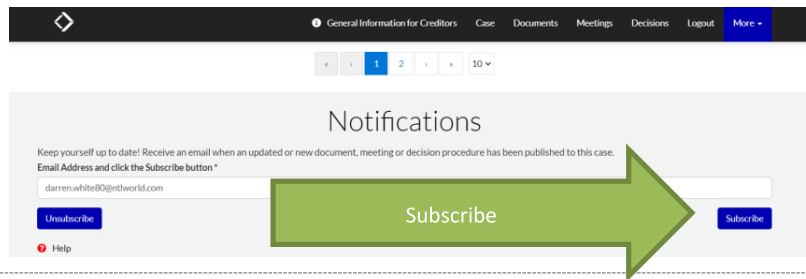 General Information for Creditors Case Documents Meetings Decisions Logout More
« ‹ 1 2 › » 10
Notifications
Keep yourself up to date! Receive an email when an updated or new document, meeting or decision procedure has been published to this case.
Email Address and click the Subscribe button *
darren.white80@ntlworld.com
Unsubscribe Subscribe Subscribe
Help